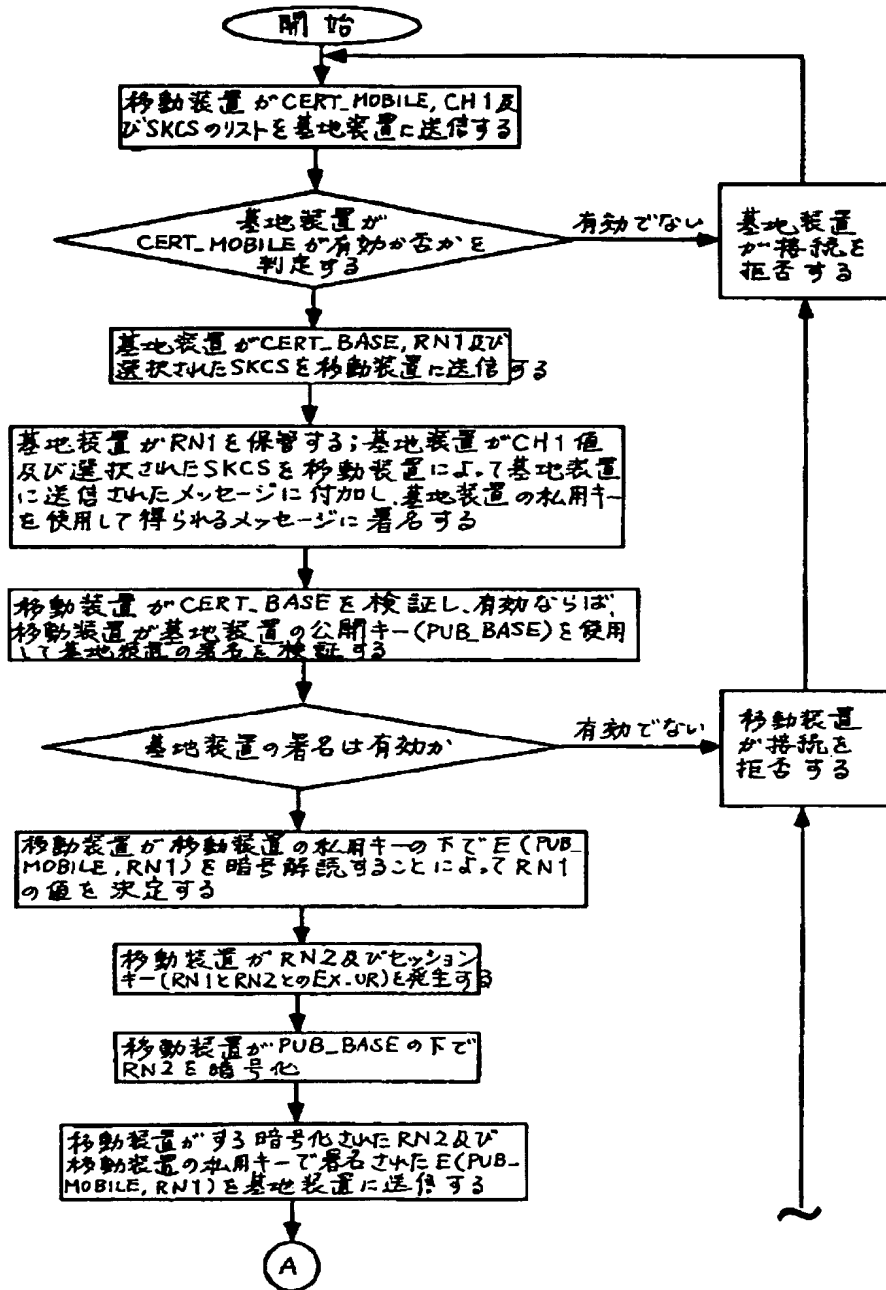 開始
移動装置がCERT_MOBILE, CH1及
びSKCSのリストを基地装置に送信する
基地装置が
CERT_MOBILEが有効か否かを
判定する
有効でない
基地装置
が接続を
拒否する
基地装置がCERT_BASE, RN1及び
選択されたSKCSを移動装置に送信する
基地装置がRN1を保管する;基地装置がCH1値
及び選択されたSKCSを移動装置によって基地装置
に送信されたメッセージに付加し、基地装置の私用キー
を使用して得られるメッセージに署名する
移動装置がCERT_BASEを検証し、有効ならば、
移動装置が基地装置の公開キー(PUB_BASE)を使用
して基地装置の署名を検証する
基地装置の署名は有効か
有効でない
移動装置
が接続を
拒否する
移動装置が移動装置の私用キーの下でE(PUB_
MOBILE, RN1)を暗号解読することによってRN1
の値を決定する
移動装置がRN2及びセッション
キー(RN1とRN2とのEX.UR)を発生する
移動装置がPUB_BASEの下で
RN2を暗号化
移動装置がする暗号化されたRN2及び
移動装置の私用キーで署名されたE(PUB_
MOBILE, RN1)を基地装置に送信する
A